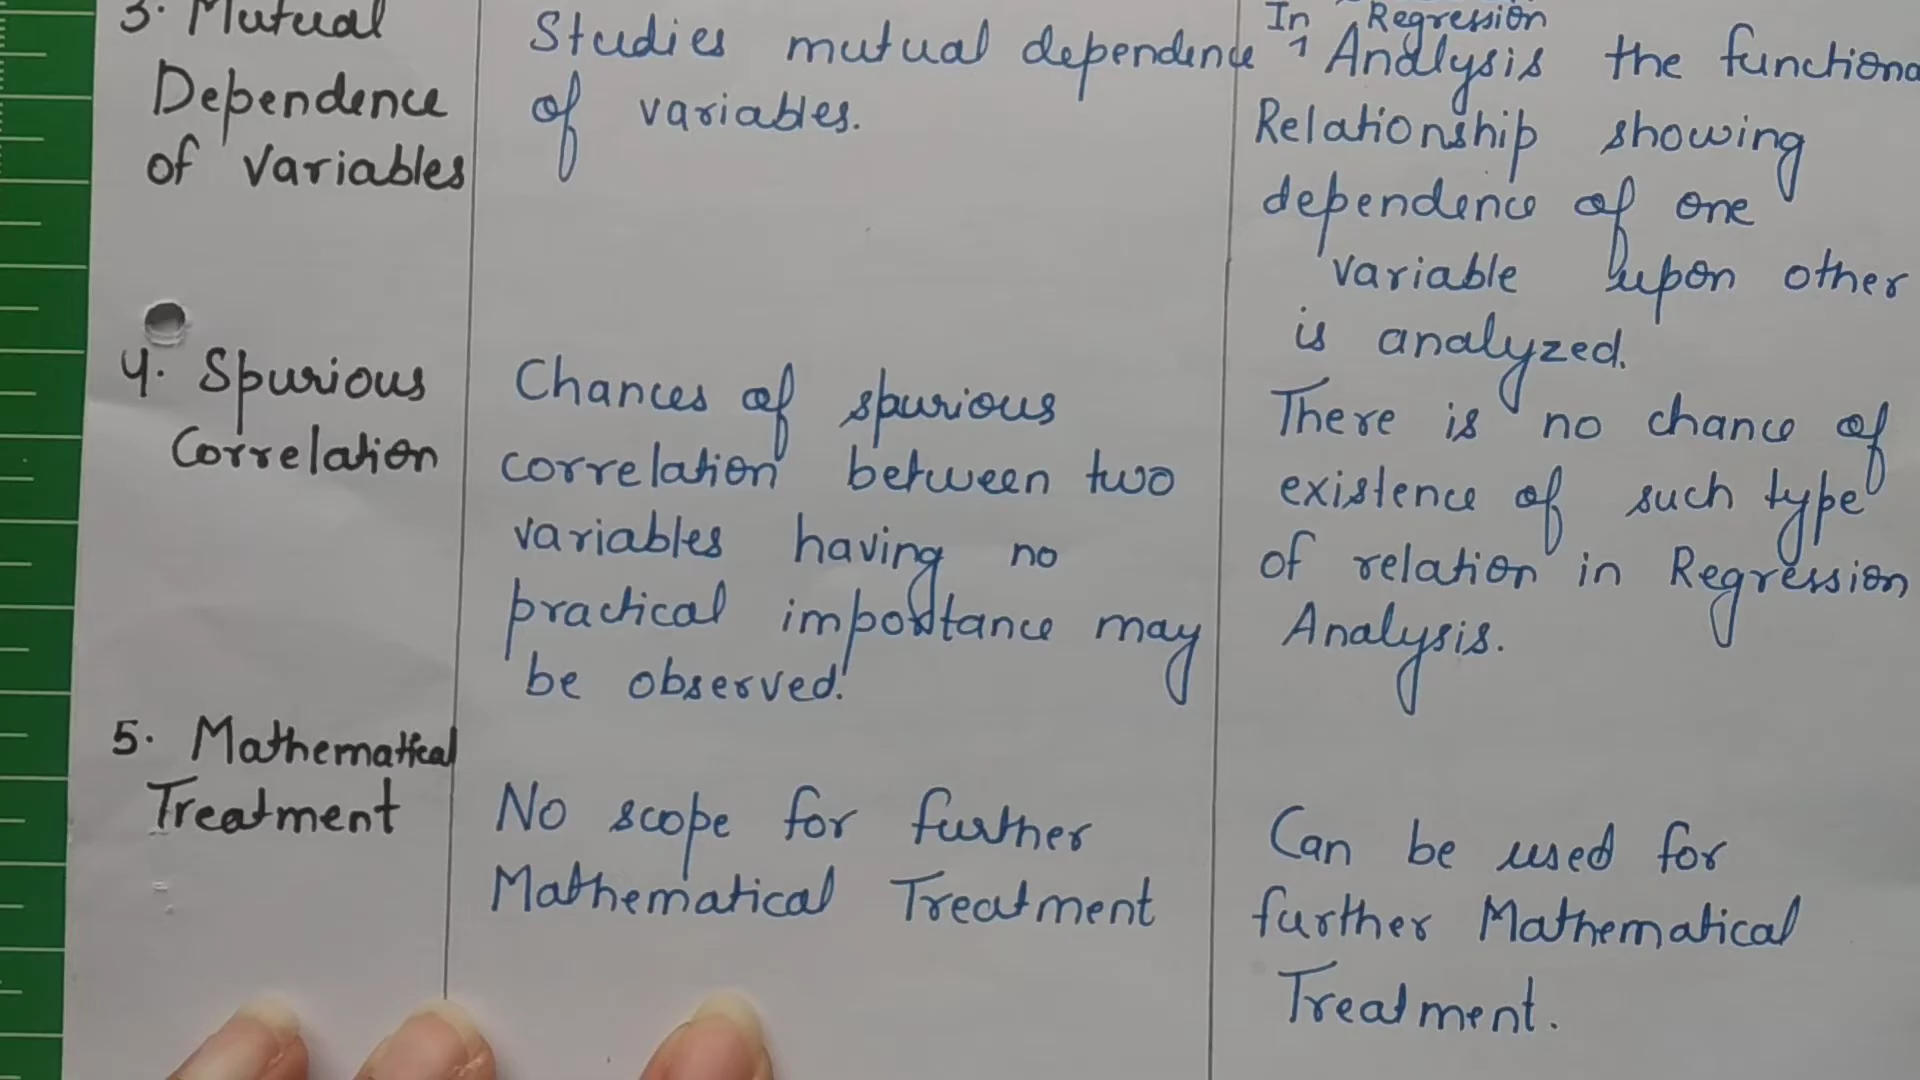 3. Mutual
Dependence
of Variables
Studies mutual dependence
of variables.
In Regression
Analysis the functiona
Relationship showing
dependence of one
variable upon other
is analyzed.
4. Spurious
Correlation
Chances of spurious
correlation between two
variables having no
practical importance may
be observed.
There is no chance of
existence of such type
of relation in Regression
Analysis.
5. Mathematical
Treatment
No scope for further
Mathematical Treatment
Can be used for
further Mathematical
Treatment.